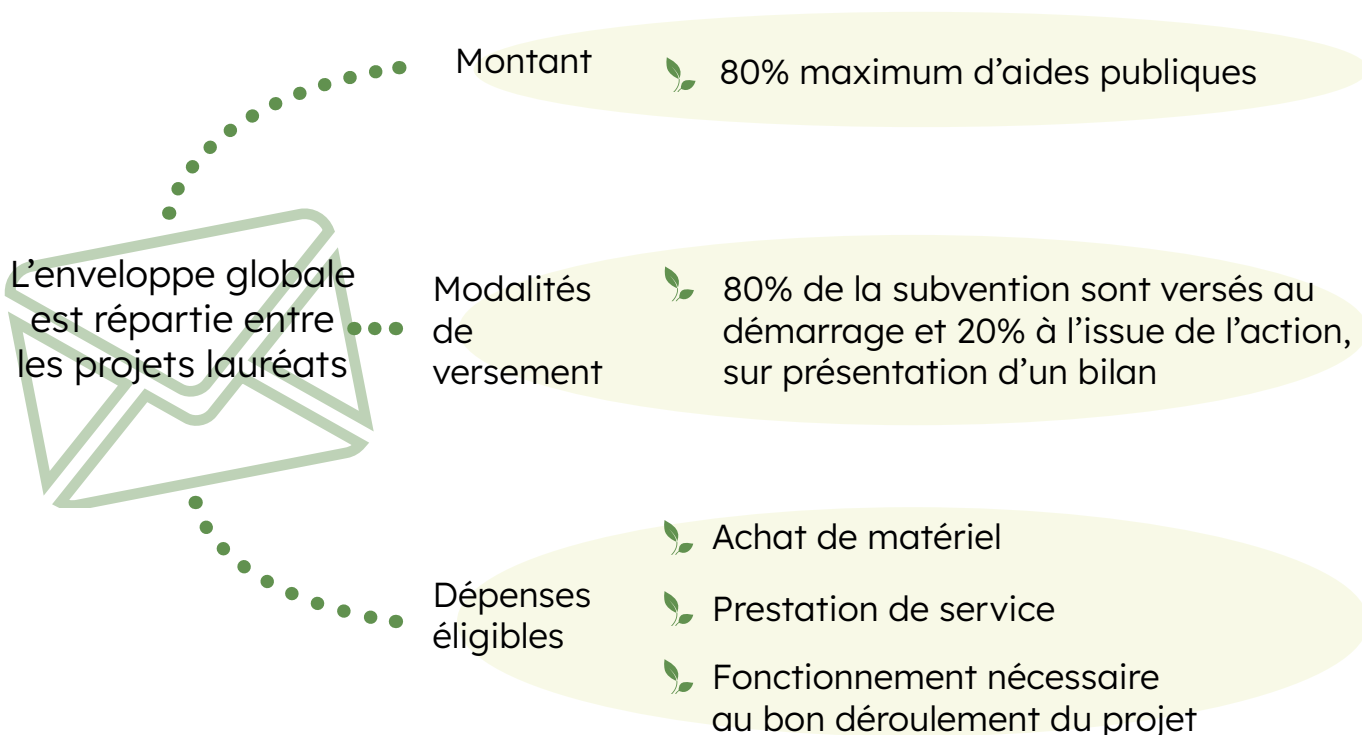 L’enveloppe globale
est répartie entre
les projets lauréats
Montant
80% maximum d’aides publiques
Modalités
de
versement
80% de la subvention sont versés au
démarrage et 20% à l’issue de l’action,
sur présentation d’un bilan
Dépenses
éligibles
Achat de matériel
Prestation de service
Fonctionnement nécessaire
au bon déroulement du projet